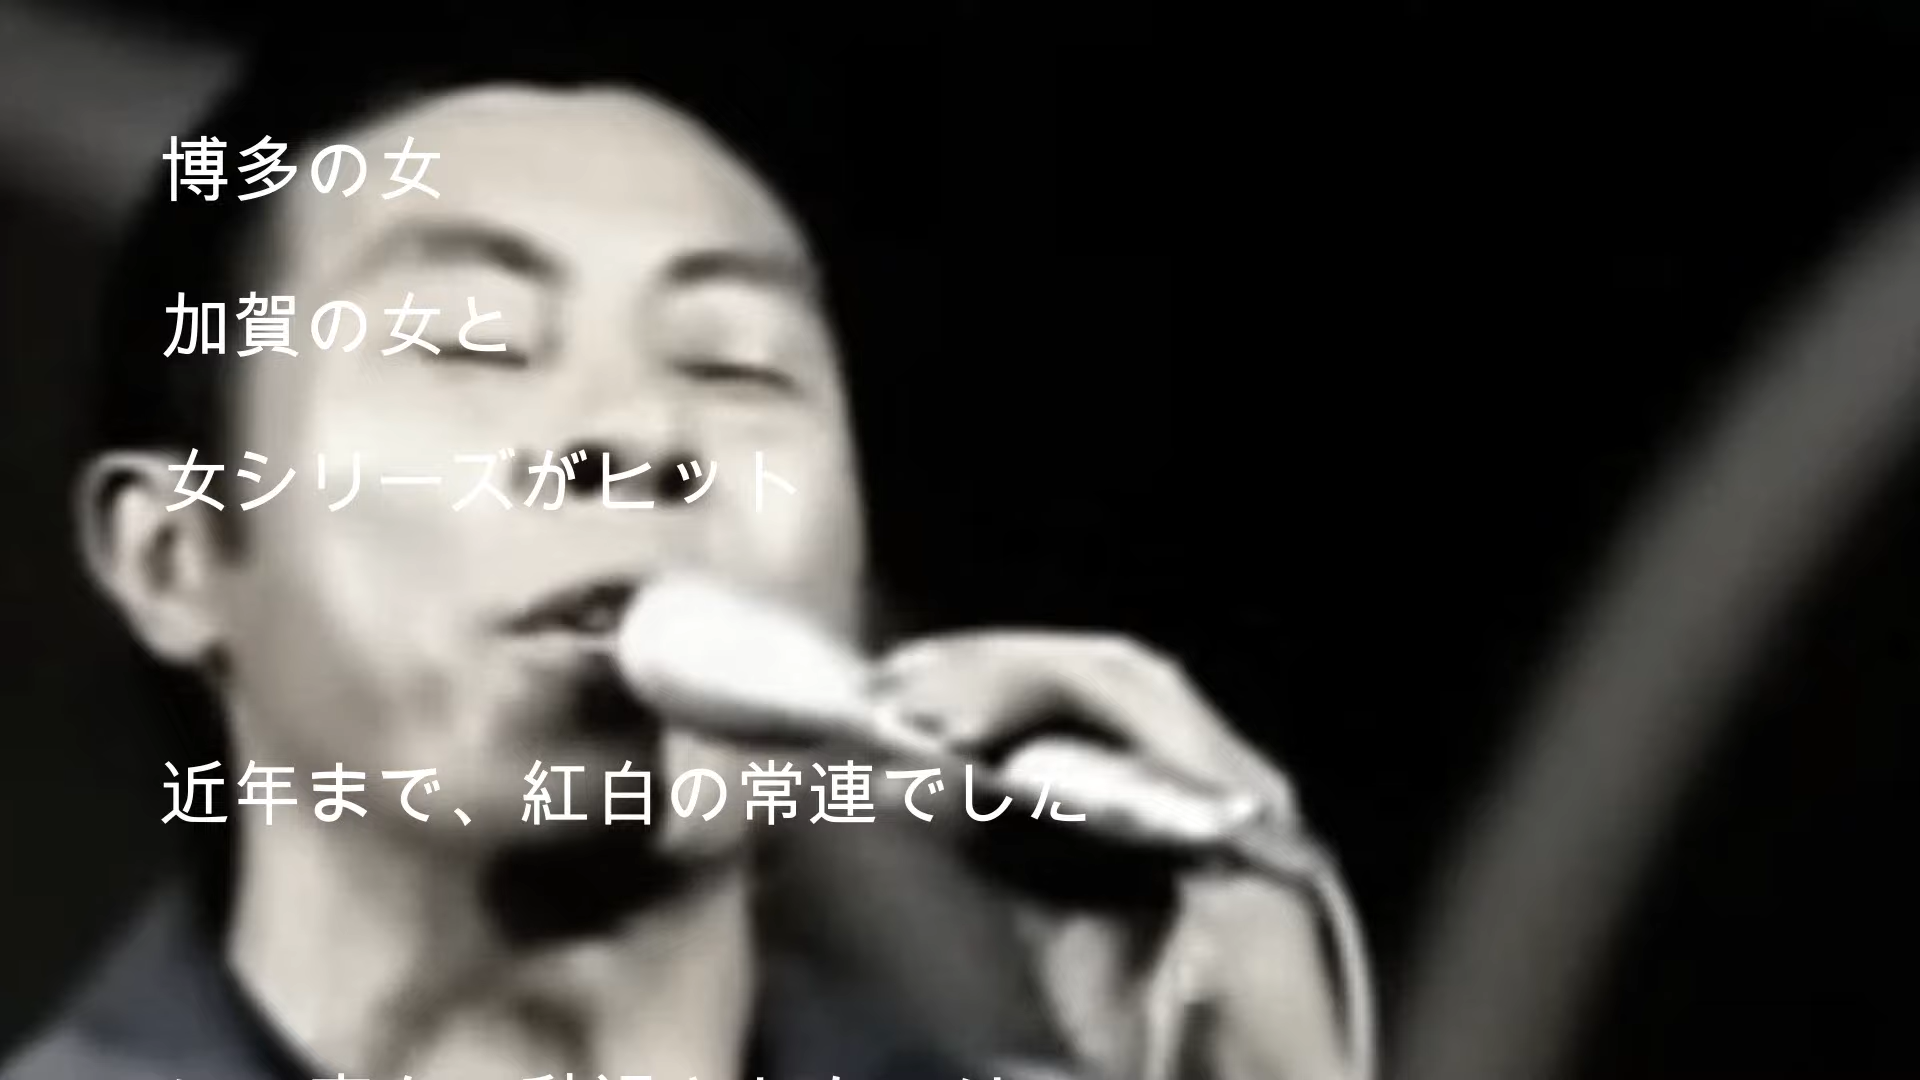 博多の女
加賀の女と
女シリーズがヒット
近年まで、紅白の常連でした